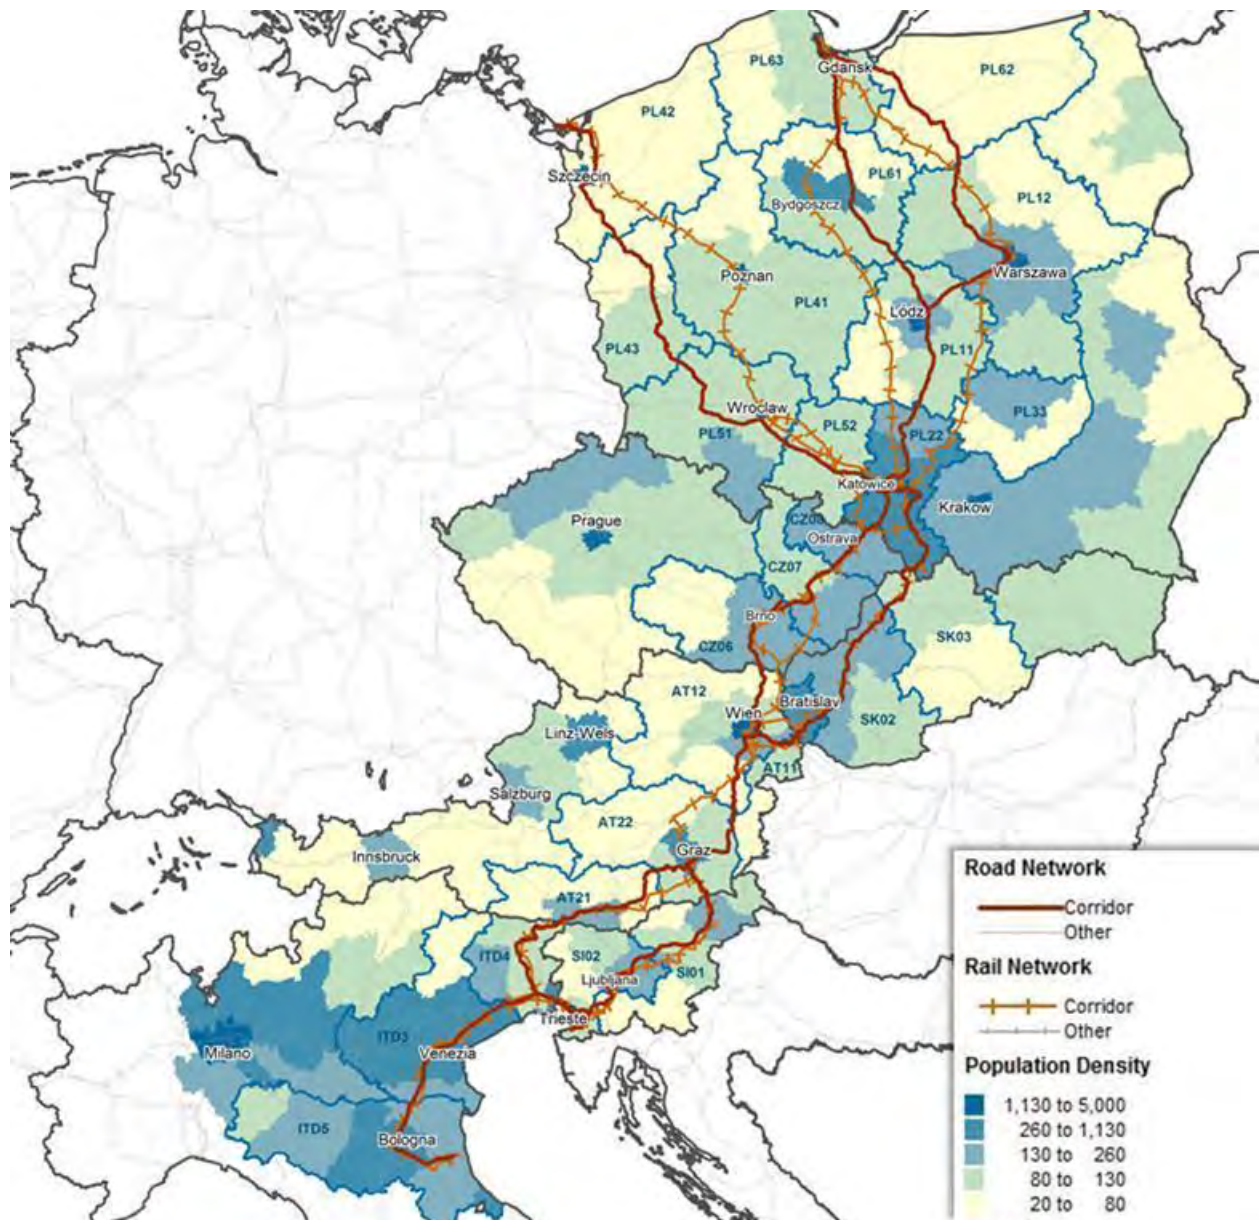 PL63
Gdansk
PL62
PL42
Szczecin
PL61
Bydgoszcz
PL12
Poznan
Warszawa
PL41
Łódź
PL43
PL11
Wroclaw
PL33
PL51
PL52
PL22
Katowice
Krakow
Prague
Ostrava
CZ07
Brno
SK03
CZ06
AT12
Bratislav
Wien
SK02
Linz-Wels
AT11
Salzburg
AT22
Graz
Innsbruck
AT21
ITD4
SI02
SI01
Ljubljana
Trieste
ITD3
Milano
Venezia
ITD5
Bologna
Road Network
Corridor
Other
Rail Network
Corridor
Other
Population Density
1,130 to 5,000
260 to 1,130
130 to 260
80 to 130
20 to 80